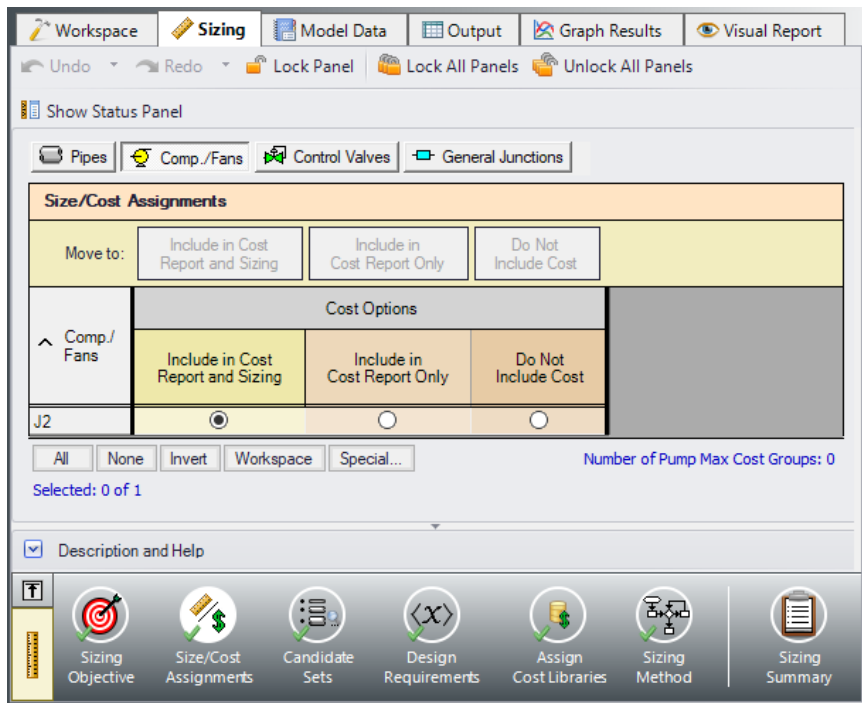 Workspace Sizing Model Data Output Graph Results Visual Report
Undo Redo Lock Panel Lock All Panels Unlock All Panels
Show Status Panel
Pipes Comp./Fans Control Valves General Junctions
Size/Cost Assignments
Move to:
Include in Cost
Report and Sizing
Include in
Cost Report Only
Do Not
Include Cost
Cost Options
Comp./
Fans
Include in Cost
Report and Sizing
Include in
Cost Report Only
Do Not
Include Cost
J2
All None Invert Workspace Special... Number of Pump Max Cost Groups: 0
Selected: 0 of 1
Description and Help
Sizing
Objective
Size/Cost
Assignments
Candidate
Sets
⟨x⟩
Design
Requirements
$
Assign
Cost Libraries
Sizing
Method
Sizing
Summary